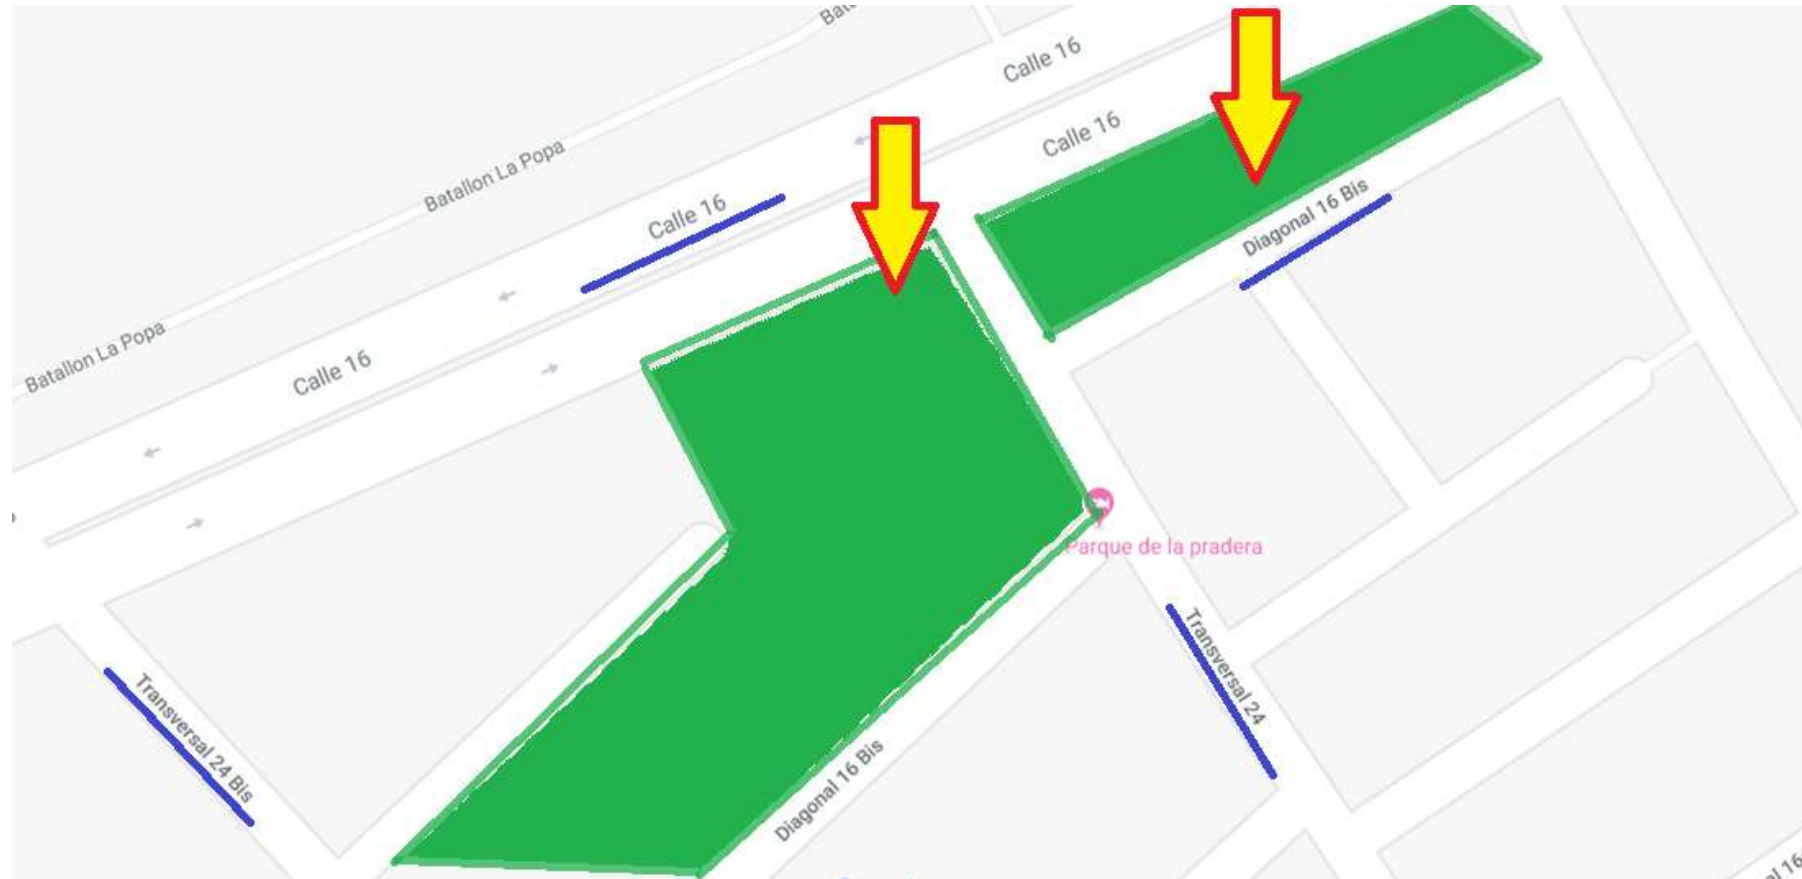 Calle 16
Calle 16
Batallon La Popa
Calle 16
Diagonal 16 Bis
Batallon La Popa
Calle 16
Parque de la pradera
Transversal 24
Transversal 24 Bis
Diagonal 16 Bis